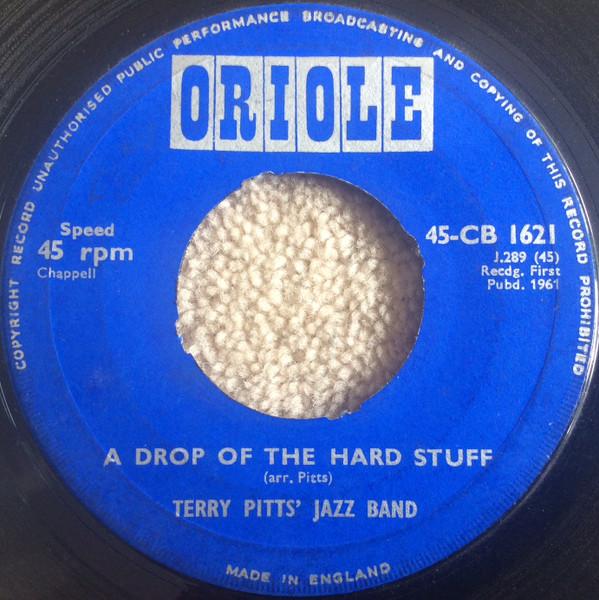 COPYRIGHT RECORD UNAUTHORISED PUBLIC PERFORMANCE BROADCASTING AND COPYING OF THIS RECORD PROHIBITED
ORIOLE
Speed
45 rpm
Chappell
45-CB 1621
J.289 (45)
Recdg. First
Pubd. 1961
A DROP OF THE HARD STUFF
(arr. Pitts)
TERRY PITTS' JAZZ BAND
MADE IN ENGLAND